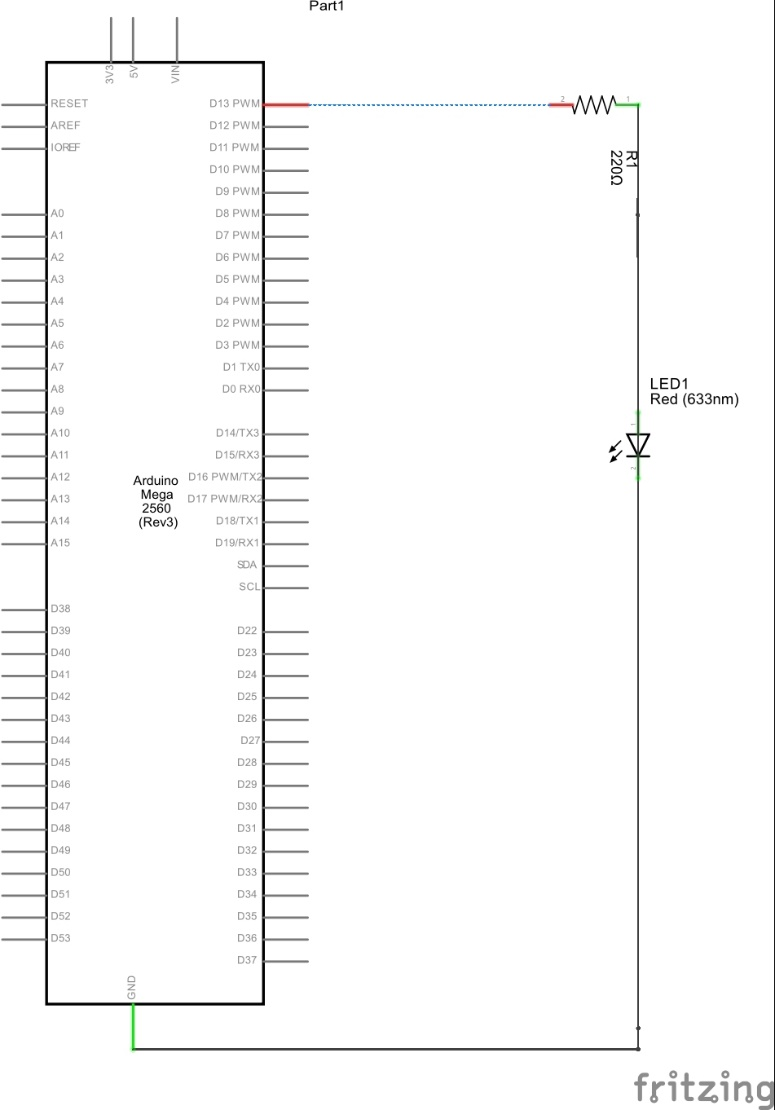 Part1
3V3
5V
VIN
RESET
AREF
IOREF
A0
A1
A2
A3
A4
A5
A6
A7
A8
A9
A10
A11
A12
A13
A14
A15
D38
D39
D40
D41
D42
D43
D44
D45
D46
D47
D48
D49
D50
D51
D52
D53
Arduino
Mega
2560
(Rev3)
D13 PWM
D12 PWM
D11 PWM
D10 PWM
D9 PWM
D8 PWM
D7 PWM
D6 PWM
D5 PWM
D4 PWM
D2 PWM
D3 PWM
D1 TX0
D0 RX0
D14/TX3
D15/RX3
D16 PWM/TX2
D17 PWM/RX2
D18/TX1
D19/RX1
SDA
SCL
D22
D23
D24
D25
D26
D27
D28
D29
D30
D31
D32
D33
D34
D35
D36
D37
GND
2
1
R1
220Ω
LED1
Red (633nm)
1
2
fritzing